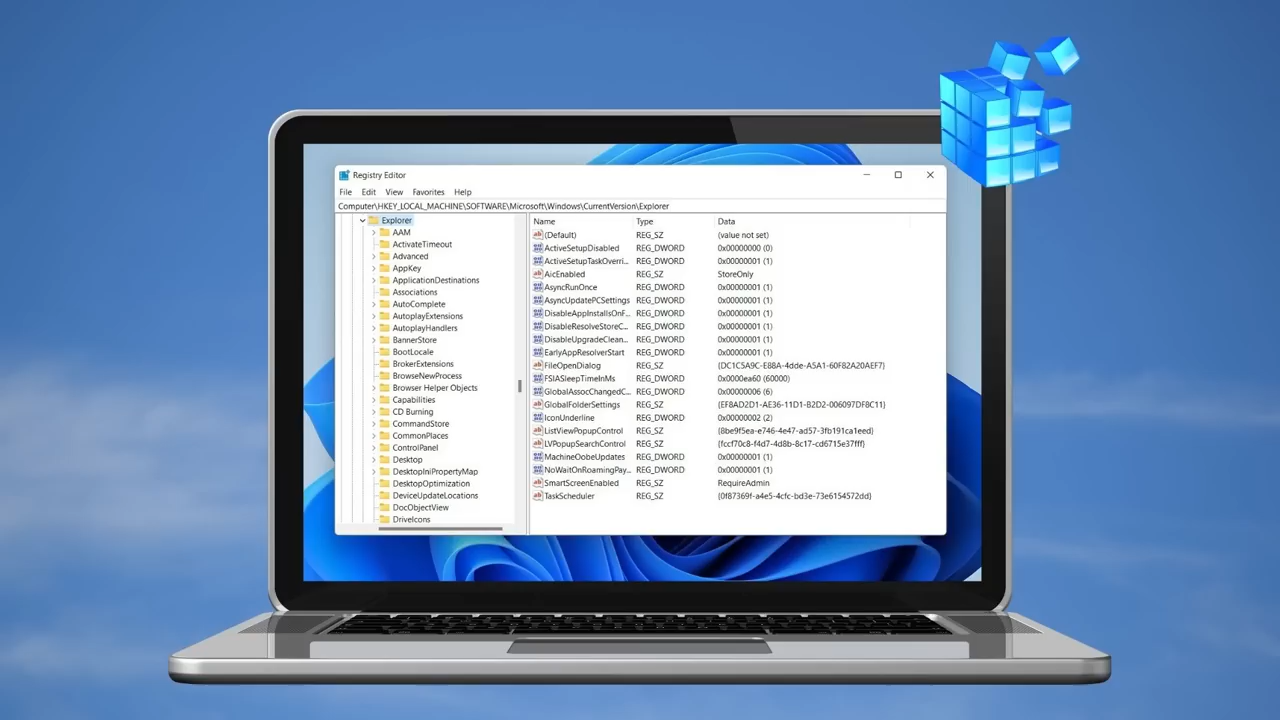 Registry Editor
File Edit View Favorites Help
Computer\HKEY_LOCAL_MACHINE\SOFTWARE\Microsoft\Windows\CurrentVersion\Explorer
Explorer
AAM
ActivateTimeout
Advanced
AppKey
ApplicationDestinations
Associations
AutoComplete
AutoplayExtensions
AutoplayHandlers
BannerStore
BootLocale
BrokerExtensions
BrowseNewProcess
Browser Helper Objects
Capabilities
CD Burning
CommandStore
CommonPlaces
ControlPanel
Desktop
DesktopIniPropertyMap
DesktopOptimization
DeviceUpdateLocations
DocObjectView
DriveIcons
Name Type Data
(Default) REG_SZ (value not set)
ActiveSetupDisabled REG_DWORD 0x00000000 (0)
ActiveSetupTaskOverri... REG_DWORD 0x00000001 (1)
AicEnabled REG_SZ StoreOnly
AsyncRunOnce REG_DWORD 0x00000001 (1)
AsyncUpdatePCSettings REG_DWORD 0x00000001 (1)
DisableAppInstallsOnF... REG_DWORD 0x00000001 (1)
DisableResolveStoreC... REG_DWORD 0x00000001 (1)
DisableUpgradeClean... REG_DWORD 0x00000001 (1)
EarlyAppResolverStart REG_DWORD 0x00000001 (1)
FileOpenDialog REG_SZ {DC1C5A9C-E88A-4dde-A5A1-60F82A20AEF7}
FSIASleepTimeInMs REG_DWORD 0x0000ea60 (60000)
GlobalAssocChangedC... REG_DWORD 0x00000006 (6)
GlobalFolderSettings REG_SZ {EF8AD2D1-AE36-11D1-B2D2-006097DF8C11}
IconUnderline REG_DWORD 0x00000002 (2)
ListViewPopupControl REG_SZ {8be9f5ea-e746-4e47-ad57-3fb191ca1eed}
LVPopupSearchControl REG_SZ {fccf70c8-f4d7-4d8b-8c17-cd6715e37fff}
MachineOobeUpdates REG_DWORD 0x00000001 (1)
NoWaitOnRoamingPay... REG_DWORD 0x00000001 (1)
SmartScreenEnabled REG_SZ RequireAdmin
TaskScheduler REG_SZ {0f87369f-a4e5-4cfc-bd3e-73e6154572dd}